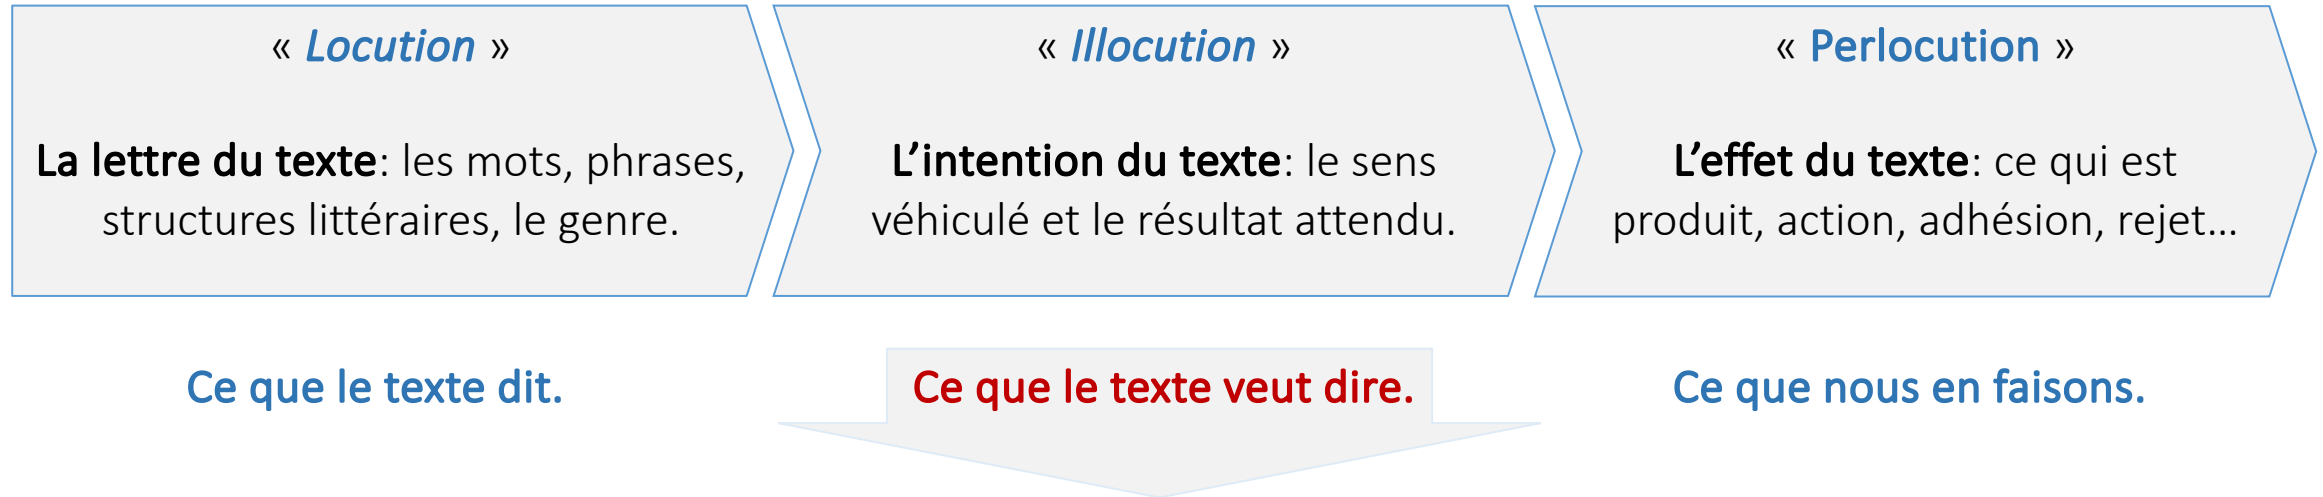 « Locution »
La lettre du texte: les mots, phrases,
structures littéraires, le genre.
« Illocution »
L’intention du texte: le sens
véhiculé et le résultat attendu.
« Perlocution »
L’effet du texte: ce qui est
produit, action, adhésion, rejet…
Ce que le texte dit.
Ce que le texte veut dire.
Ce que nous en faisons.